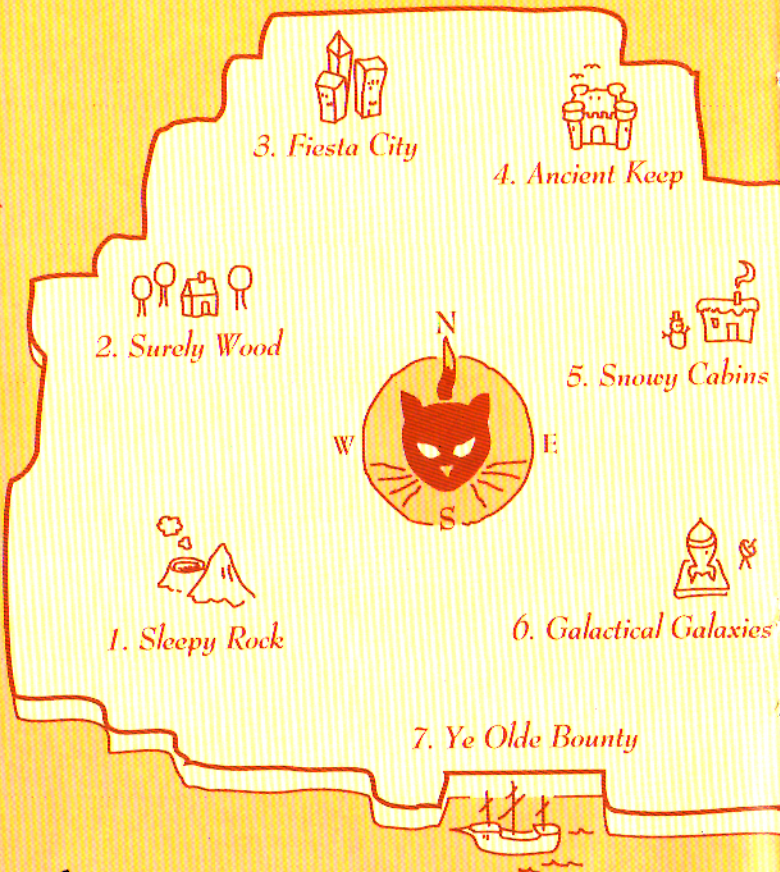 3. Fiesta City
4. Ancient Keep
2. Surely Wood
N
5. Snowy Cabins
W
E
S
1. Sleepy Rock
6. Galactical Galaxies
7. Ye Olde Bounty